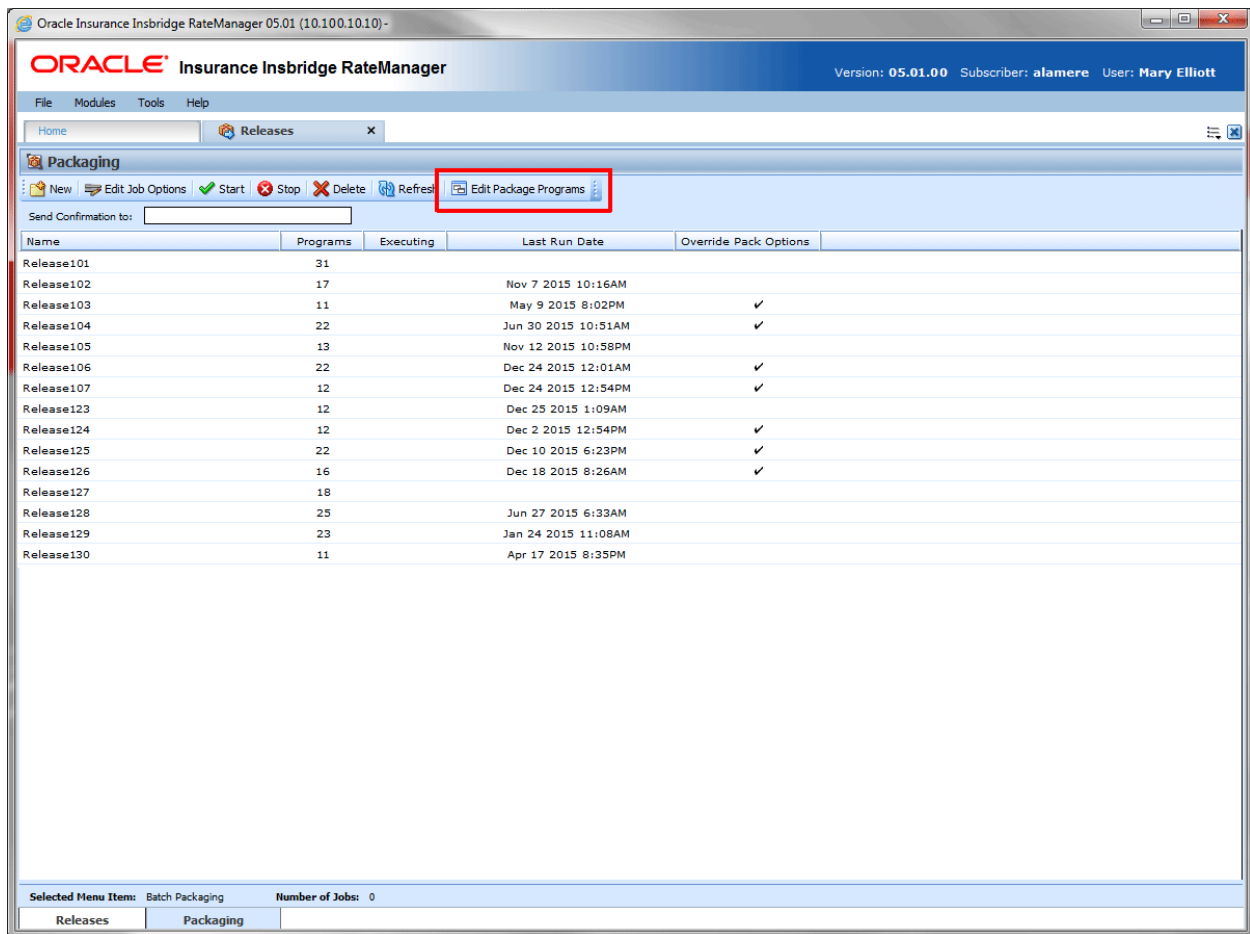 Oracle Insurance Insbridge RateManager 05.01 (10.100.10.10) -
ORACLE® Insurance Insbridge RateManager
Version: 05.01.00 Subscriber: alamere User: Mary Elliott
File Modules Tools Help
Home Releases x
Packaging
New Edit Job Options Start Stop Delete Refresh Edit Package Programs
Send Confirmation to:
Name Programs Executing Last Run Date Override Pack Options
Release101 31
Release102 17 Nov 7 2015 10:16AM
Release103 11 May 9 2015 8:02PM ✔
Release104 22 Jun 30 2015 10:51AM ✔
Release105 13 Nov 12 2015 10:58PM
Release106 22 Dec 24 2015 12:01AM ✔
Release107 12 Dec 24 2015 12:54PM ✔
Release123 12 Dec 25 2015 1:09AM
Release124 12 Dec 2 2015 12:54PM ✔
Release125 22 Dec 10 2015 6:23PM ✔
Release126 16 Dec 18 2015 8:26AM ✔
Release127 18
Release128 25 Jun 27 2015 6:33AM
Release129 23 Jan 24 2015 11:08AM
Release130 11 Apr 17 2015 8:35PM
Selected Menu Item: Batch Packaging Number of Jobs: 0
Releases Packaging